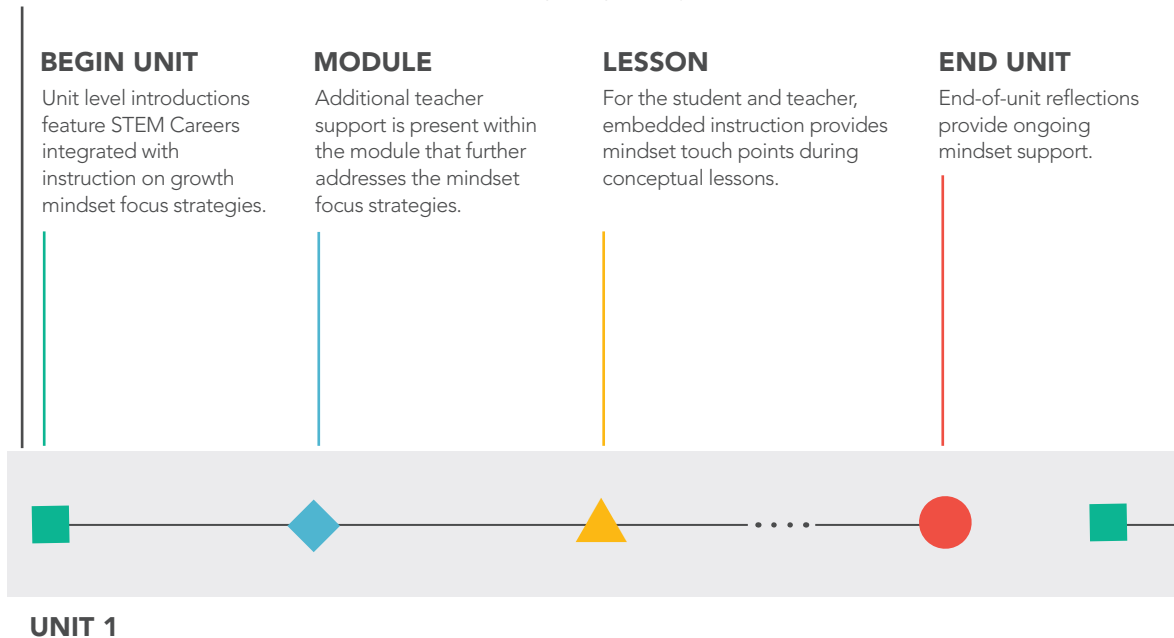 BEGIN UNIT
Unit level introductions
feature STEM Careers
integrated with
instruction on growth
mindset focus strategies.
MODULE
Additional teacher
support is present within
the module that further
addresses the mindset
focus strategies.
LESSON
For the student and teacher,
embedded instruction provides
mindset touch points during
conceptual lessons.
END UNIT
End-of-unit reflections
provide ongoing
mindset support.
UNIT 1